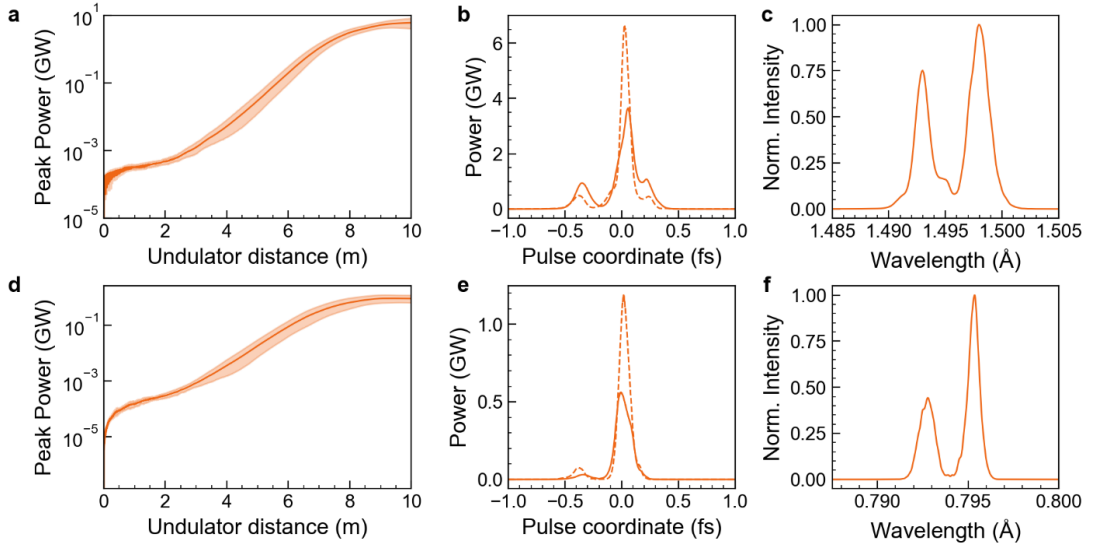 a
Peak Power (GW)
10¹
10⁻¹
10⁻³
10⁻⁵
0 2 4 6 8 10
Undulator distance (m)
b
Power (GW)
6
4
2
0
−1.0 −0.5 0.0 0.5 1.0
Pulse coordinate (fs)
c
Norm. Intensity
1.00
0.75
0.50
0.25
0.00
1.485 1.490 1.495 1.500 1.505
Wavelength (Å)
d
Peak Power (GW)
10⁻¹
10⁻³
10⁻⁵
0 2 4 6 8 10
Undulator distance (m)
e
Power (GW)
1.0
0.5
0.0
−1.0 −0.5 0.0 0.5 1.0
Pulse coordinate (fs)
f
Norm. Intensity
1.00
0.75
0.50
0.25
0.00
0.790 0.795 0.800
Wavelength (Å)